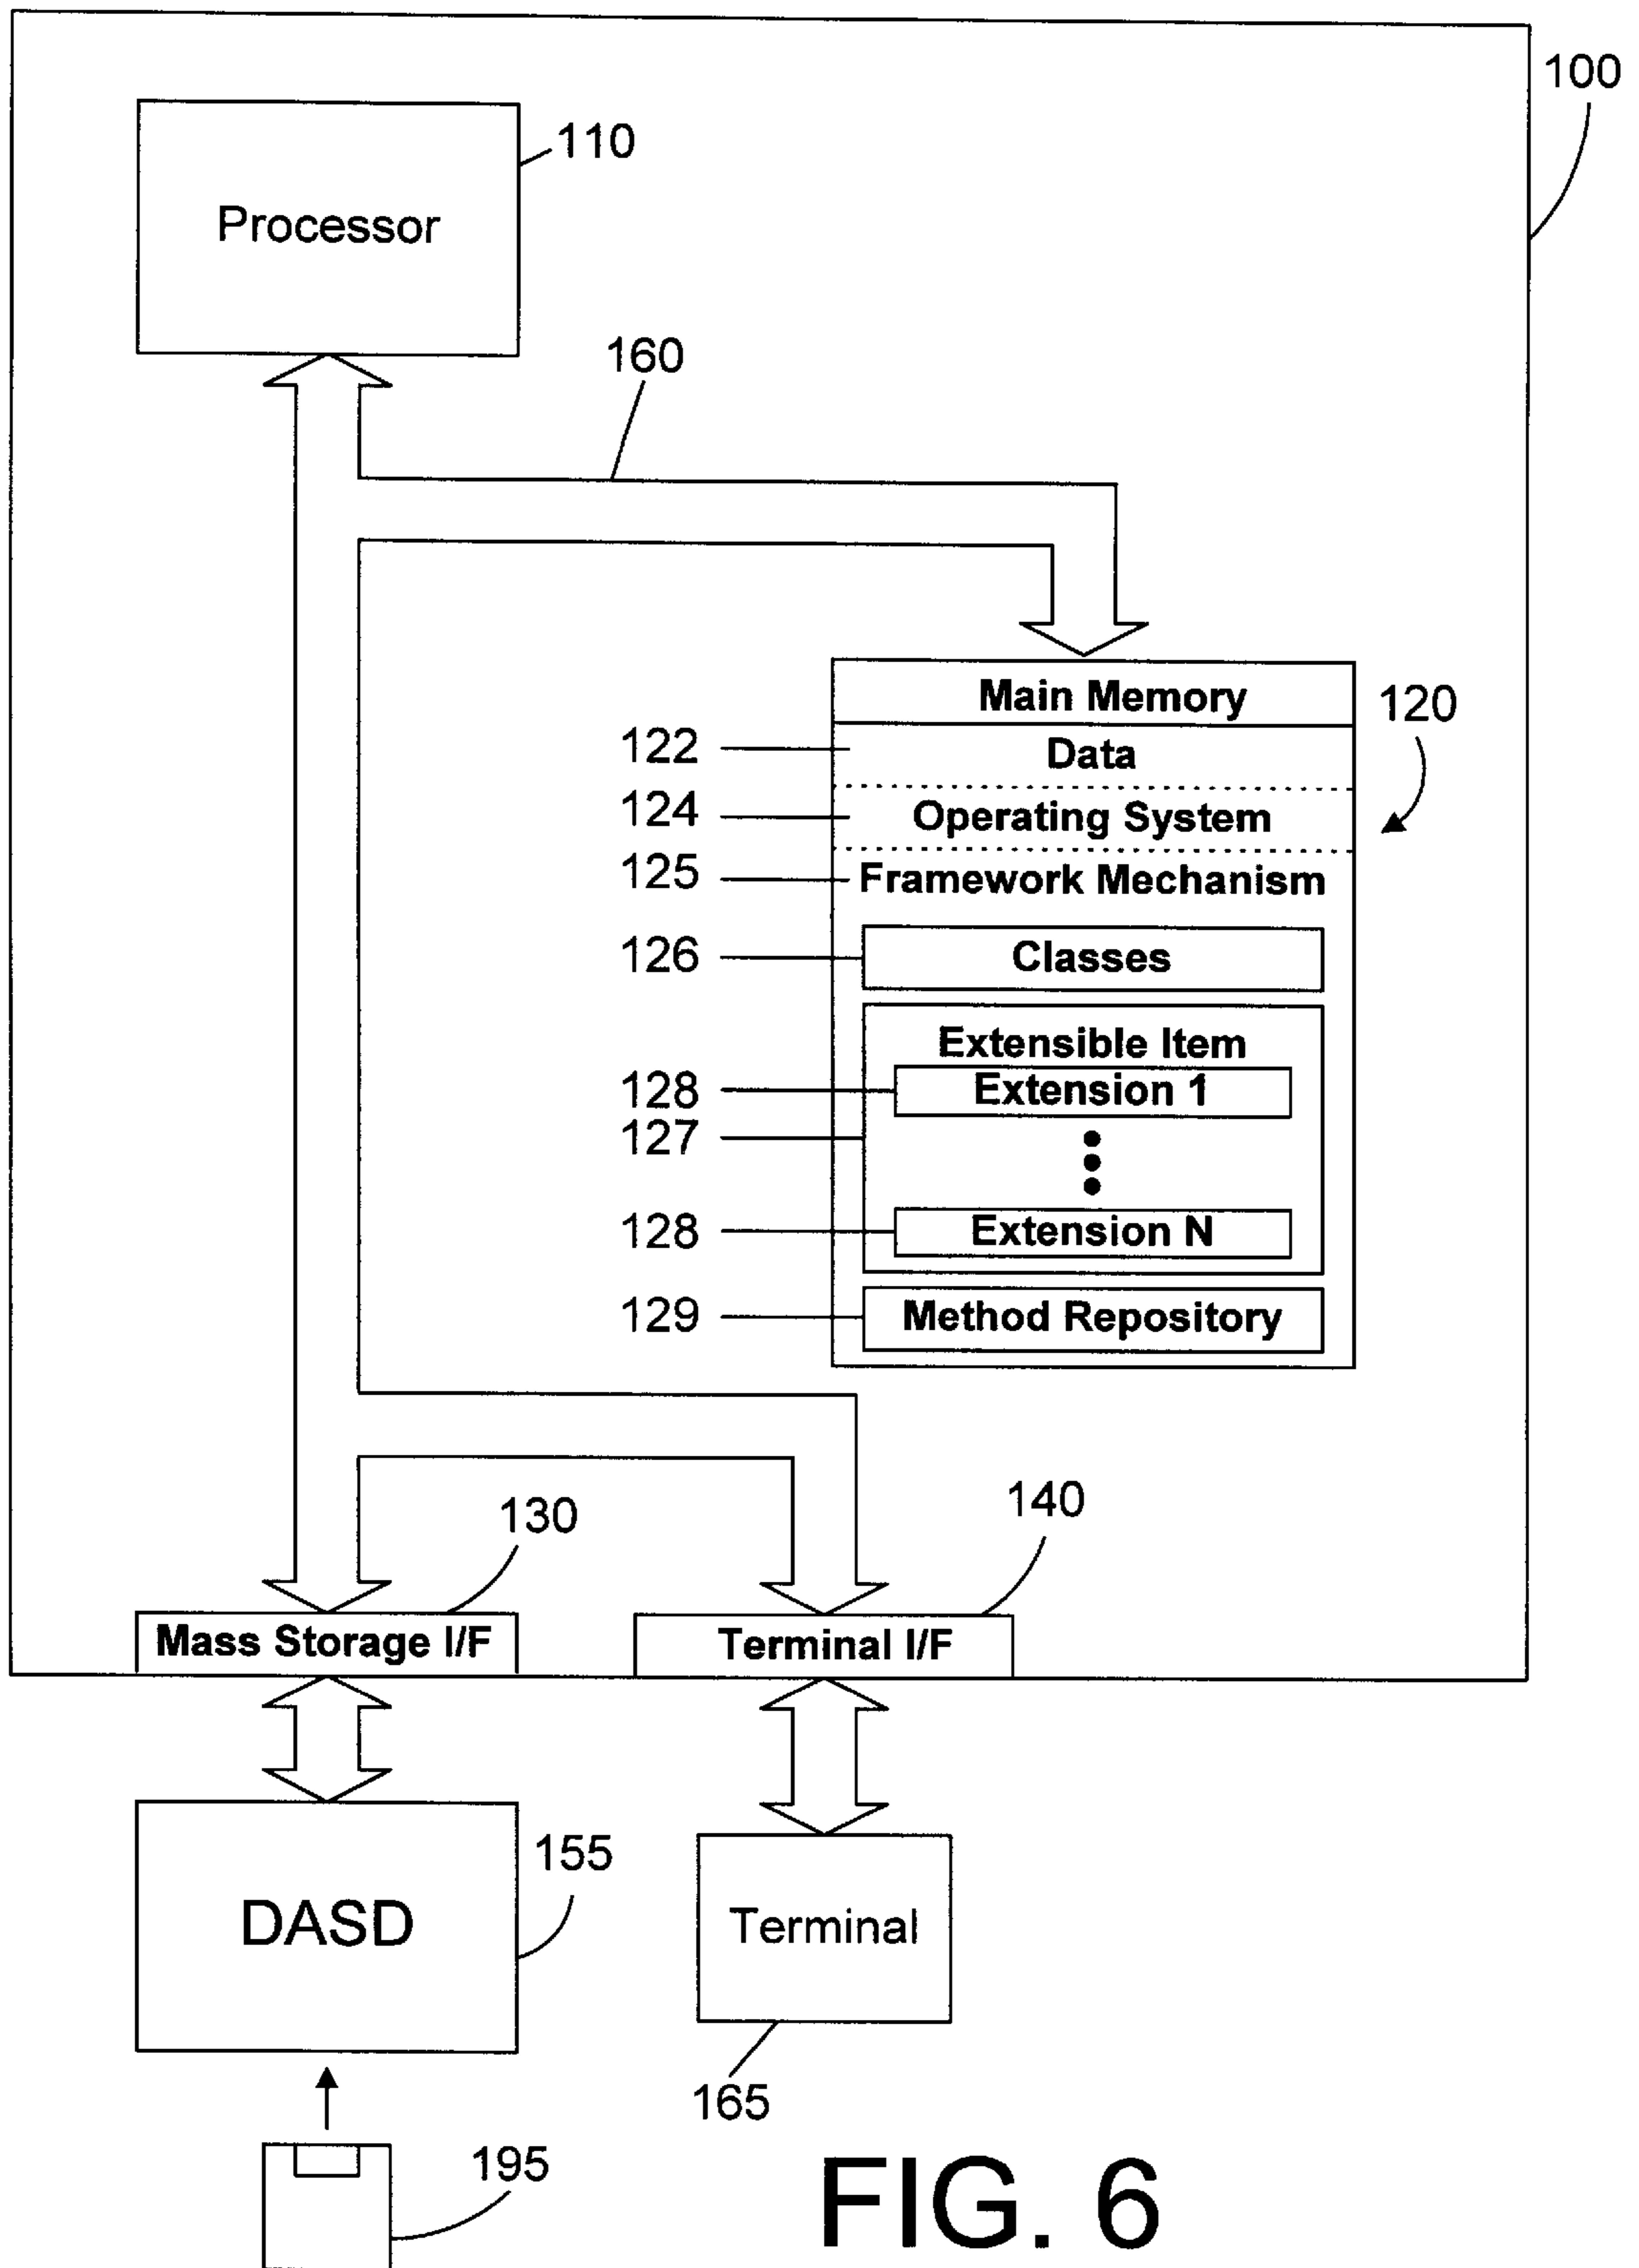 100
110
Processor
160
Main Memory
120
122
Data
124
Operating System
125
Framework Mechanism
126
Classes
Extensible Item
128
Extension 1
127
128
Extension N
129
Method Repository
130
140
Mass Storage I/F
Terminal I/F
155
DASD
Terminal
165
195
FIG. 6